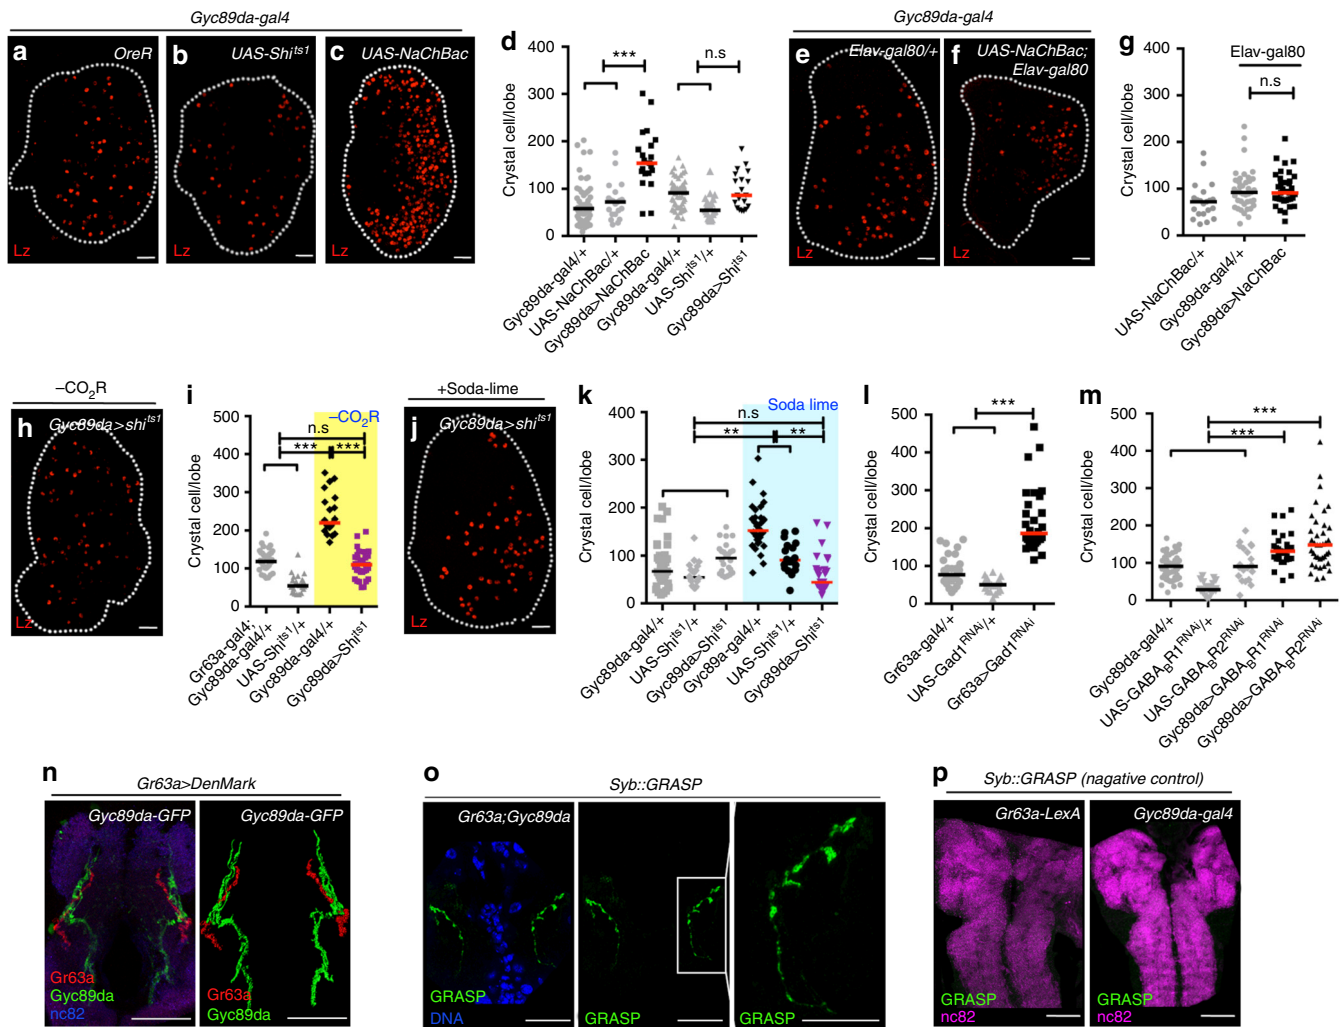 Gyc89da-gal4
a
OreR
Lz
b
UAS-Shi^ts1
Lz
c
UAS-NaChBac
Lz
d
400
300
200
100
0
Crystal cell/lobe
***
n.s
Gyc89da-gal4/+
UAS-NaChBac/+
Gyc89da>NaChBac
Gyc89da-gal4/+
UAS-Shi^ts1/+
Gyc89da>Shi^ts1
Gyc89da-gal4
e
Elav-gal80/+
Lz
f
UAS-NaChBac;
Elav-gal80
Lz
g
400
300
200
100
0
Crystal cell/lobe
Elav-gal80
n.s
UAS-NaChBac/+
Gyc89da-gal4/+
Gyc89da>NaChBac
–CO2R
h
Gyc89da>shi^ts1
Lz
i
500
400
300
200
100
0
Crystal cell/lobe
–CO2R
n.s
*** ***
Gr63a-gal4;
Gyc89da-gal4/+
UAS-Shi^ts1/+
Gyc89da-gal4/+
Gyc89da>Shi^ts1
+Soda-lime
j
Gyc89da>shi^ts1
Lz
k
400
300
200
100
0
Crystal cell/lobe
Soda lime
n.s
** **
Gyc89da-gal4/+
UAS-Shi^ts1/+
Gyc89da>Shi^ts1
Gyc89a-gal4/+
UAS-Shi^ts1/+
Gyc89da>Shi^ts1
l
500
400
300
200
100
0
Crystal cell/lobe
***
Gr63a-gal4/+
UAS-Gad1^RNAi/+
Gr63a>Gad1^RNAi
m
500
400
300
200
100
0
Crystal cell/lobe
***
***
Gyc89da-gal4/+
UAS-GABABR1^RNAi/+
UAS-GABABR2^RNAi
Gyc89da>GABABR1^RNAi
Gyc89da>GABABR2^RNAi
n
Gr63a>DenMark
Gyc89da-GFP
Gr63a
Gyc89da
nc82
Gyc89da-GFP
Gr63a
Gyc89da
o
Syb::GRASP
Gr63a;Gyc89da
GRASP
DNA
GRASP
GRASP
p
Syb::GRASP (nagative control)
Gr63a-LexA
GRASP
nc82
Gyc89da-gal4
GRASP
nc82